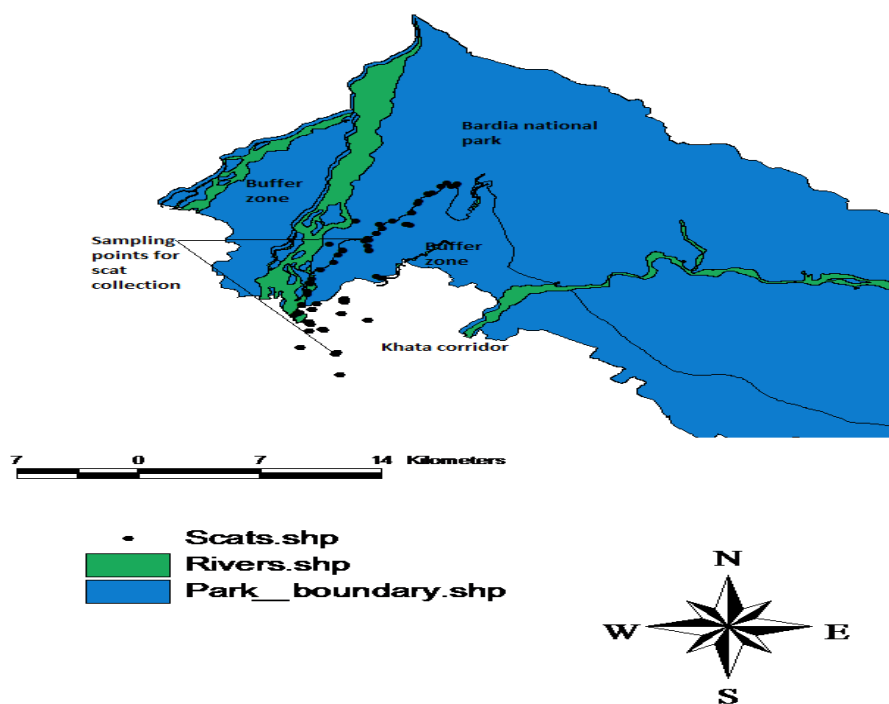 Bardia national
park
Buffer
zone
Sampling
points for
scat
collection
Buffer
zone
Khata corridor
7 0 7 14 Kilometers
Scats.shp
Rivers.shp
Park__boundary.shp
N
W E
S